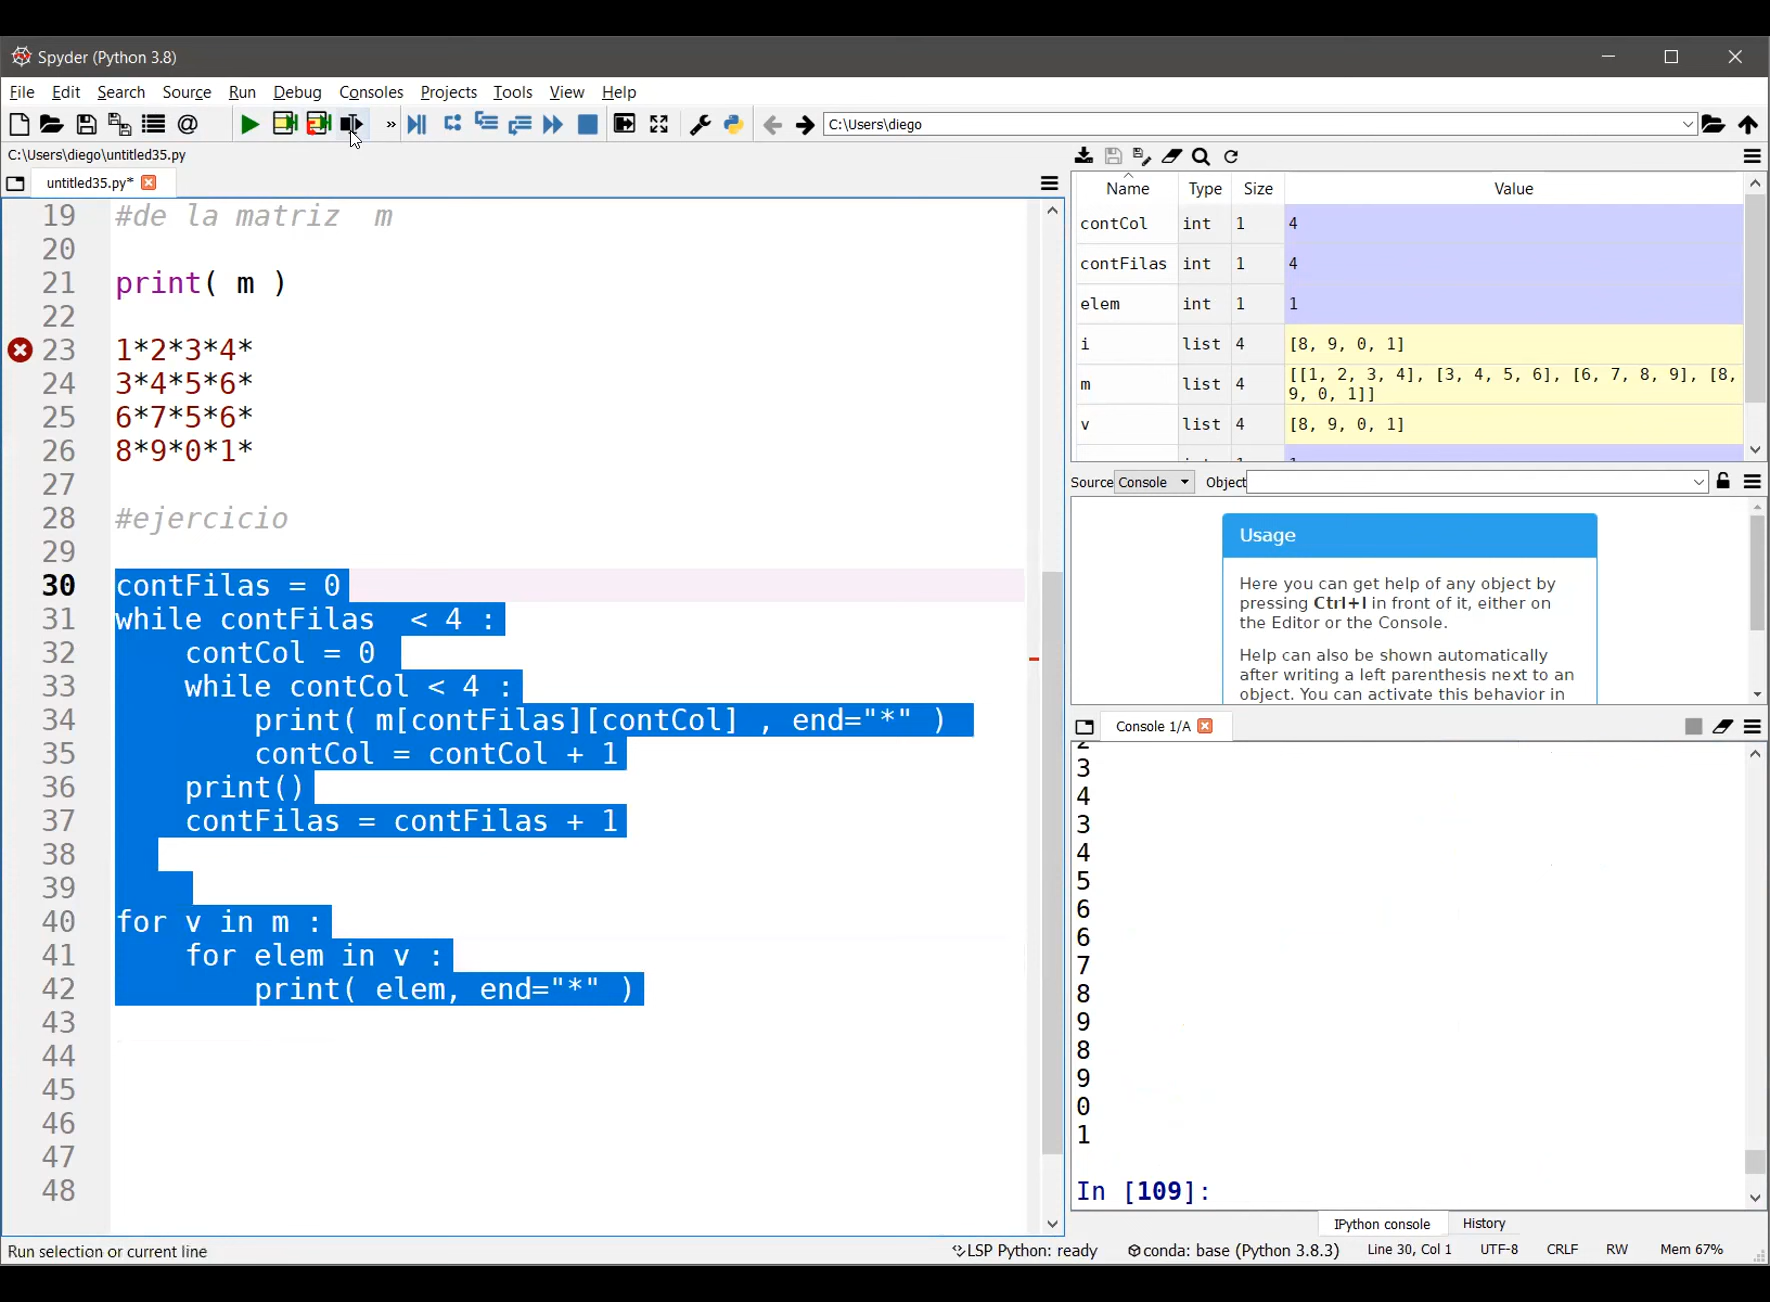 Spyder (Python 3.8)
File Edit Search Source Run Debug Consoles Projects Tools View Help
C:\Users\diego
C:\Users\diego\untitled35.py
untitled35.py*
19 #de la matriz  m
20
21 print( m )
22
23 1*2*3*4*
24 3*4*5*6*
25 6*7*5*6*
26 8*9*0*1*
27
28 #ejercicio
29
30 contFilas = 0
31 while contFilas  < 4 :
32     contCol = 0
33     while contCol < 4 :
34         print( m[contFilas][contCol] , end="*" )
35         contCol = contCol + 1
36     print()
37     contFilas = contFilas + 1
38
39
40 for v in m :
41     for elem in v :
42         print( elem, end="*" )
43
44
45
46
47
48
Name Type Size Value
contCol int 1 4
contFilas int 1 4
elem int 1 1
i list 4 [8, 9, 0, 1]
m list 4 [[1, 2, 3, 4], [3, 4, 5, 6], [6, 7, 8, 9], [8,
9, 0, 1]]
v list 4 [8, 9, 0, 1]
Source Console Object
Usage
Here you can get help of any object by
pressing Ctrl+I in front of it, either on
the Editor or the Console.
Help can also be shown automatically
after writing a left parenthesis next to an
object. You can activate this behavior in
Console 1/A
3
4
3
4
5
6
6
7
8
9
8
9
0
1
In [109]:
IPython console History
Run selection or current line LSP Python: ready conda: base (Python 3.8.3) Line 30, Col 1 UTF-8 CRLF RW Mem 67%